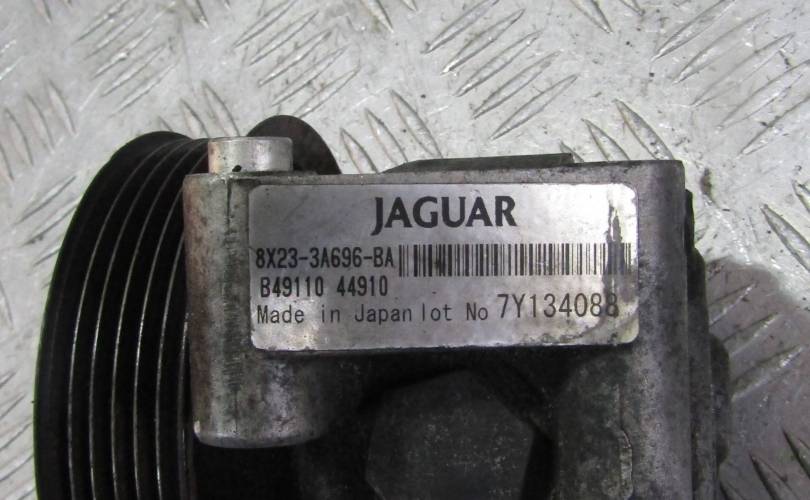 JAGUAR
8X23-3A696-BA
B49110 44910
Made in Japan lot No 7Y134088